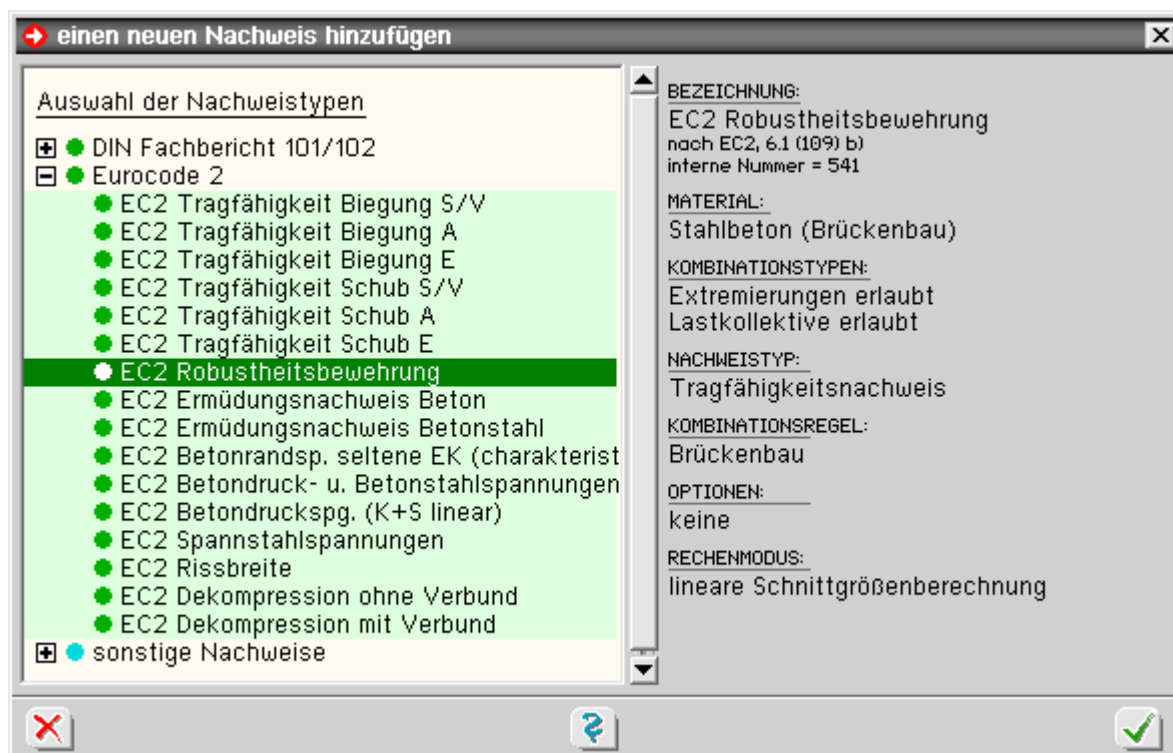 einen neuen Nachweis hinzufügen
Auswahl der Nachweistypen
DIN Fachbericht 101/102
Eurocode 2
EC2 Tragfähigkeit Biegung S/V
EC2 Tragfähigkeit Biegung A
EC2 Tragfähigkeit Biegung E
EC2 Tragfähigkeit Schub S/V
EC2 Tragfähigkeit Schub A
EC2 Tragfähigkeit Schub E
EC2 Robustheitsbewehrung
EC2 Ermüdungsnachweis Beton
EC2 Ermüdungsnachweis Betonstahl
EC2 Betonrandsp. seltene EK (charakterist
EC2 Betondruck- u. Betonstahlspannungen
EC2 Betondruckspg. (K+S linear)
EC2 Spannstahlspannungen
EC2 Rissbreite
EC2 Dekompression ohne Verbund
EC2 Dekompression mit Verbund
sonstige Nachweise
BEZEICHNUNG:
EC2 Robustheitsbewehrung
nach EC2, 6.1 (109) b)
interne Nummer = 541
MATERIAL:
Stahlbeton (Brückenbau)
KOMBINATIONSTYPEN:
Extremierungen erlaubt
Lastkollektive erlaubt
NACHWEISTYP:
Tragfähigkeitsnachweis
KOMBINATIONSREGEL:
Brückenbau
OPTIONEN:
keine
RECHENMODUS:
lineare Schnittgrößenberechnung